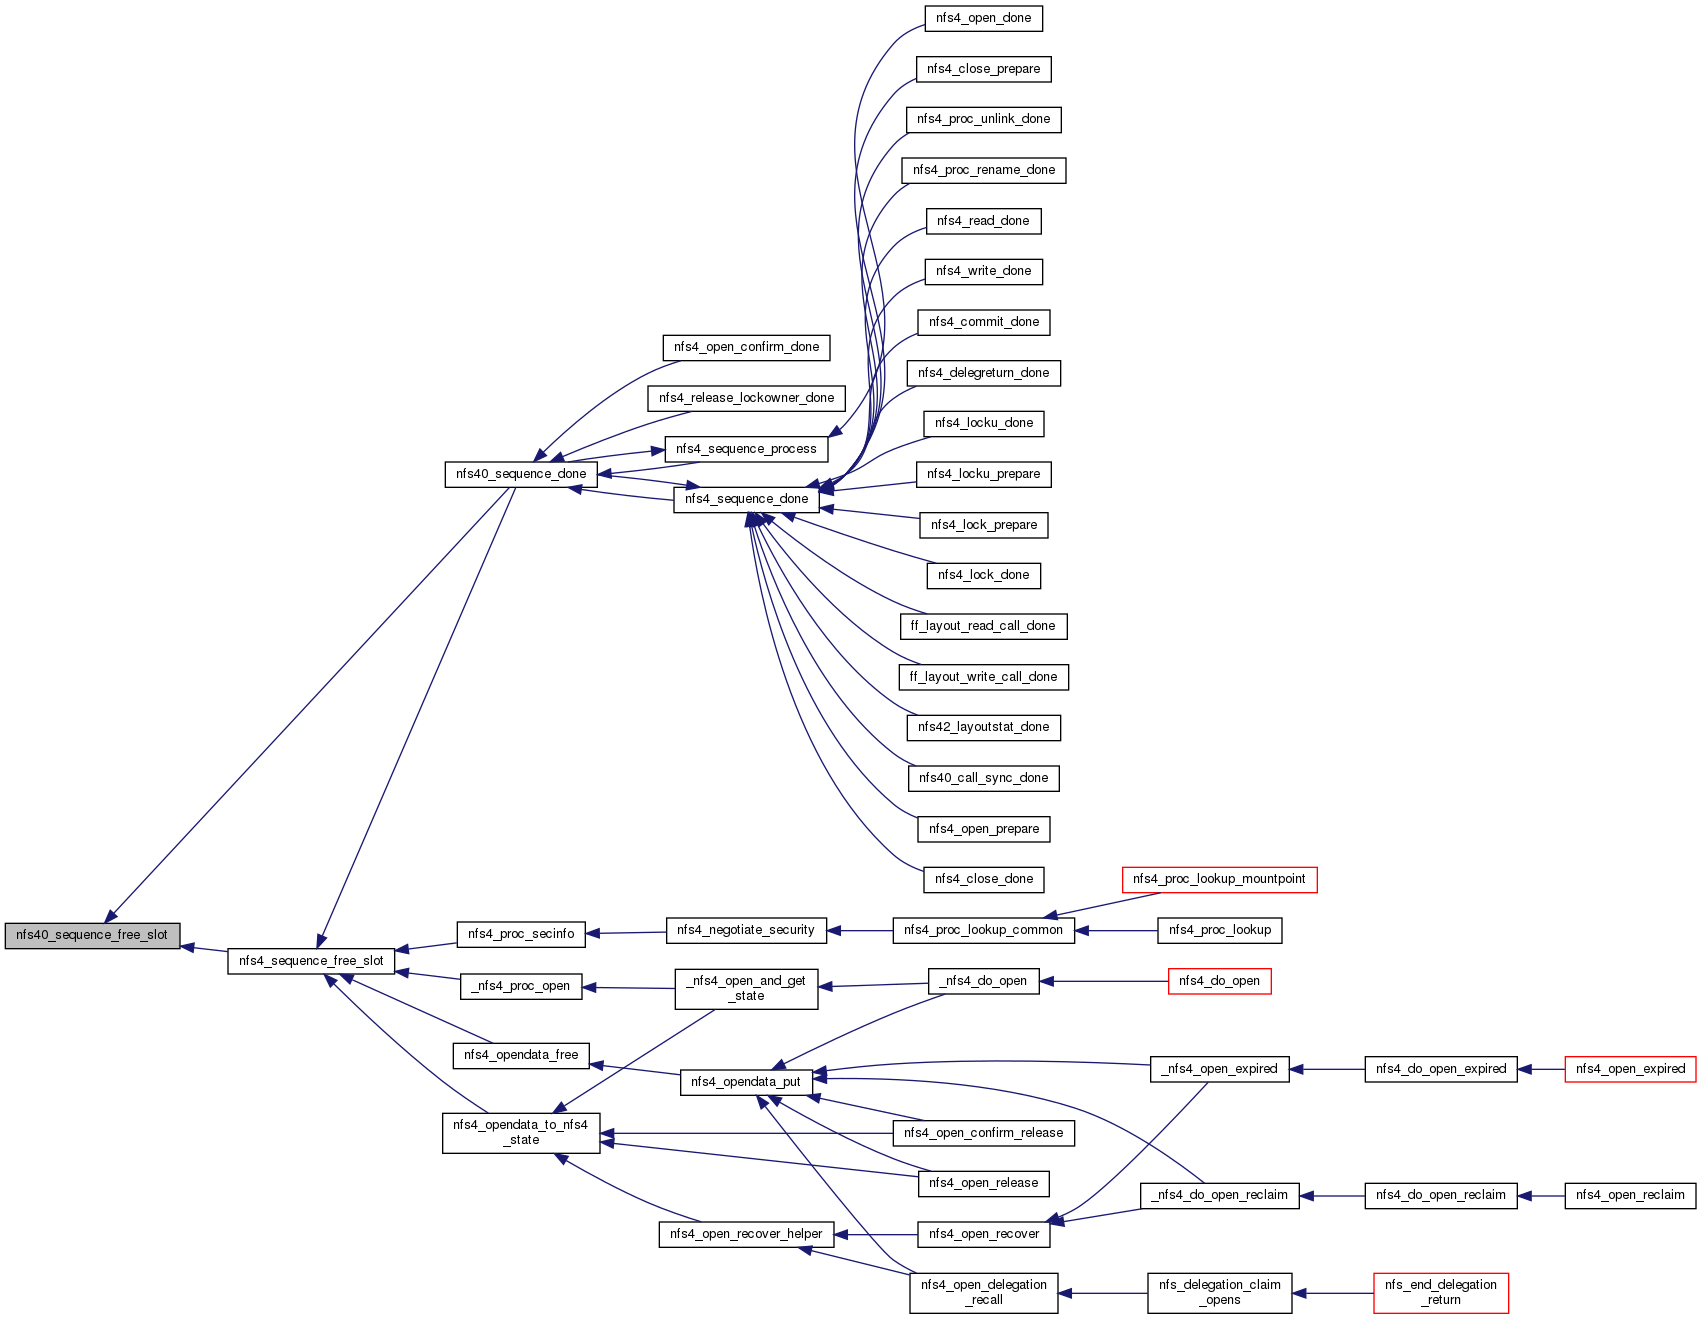 nfs4_open_done
nfs4_close_prepare
nfs4_proc_unlink_done
nfs4_proc_rename_done
nfs4_read_done
nfs4_write_done
nfs4_commit_done
nfs4_open_confirm_done
nfs4_delegreturn_done
nfs4_release_lockowner_done
nfs4_locku_done
nfs4_sequence_process
nfs40_sequence_done
nfs4_locku_prepare
nfs4_sequence_done
nfs4_lock_prepare
nfs4_lock_done
ff_layout_read_call_done
ff_layout_write_call_done
nfs42_layoutstat_done
nfs40_call_sync_done
nfs4_open_prepare
nfs4_close_done
nfs4_proc_lookup_mountpoint
nfs40_sequence_free_slot
nfs4_proc_secinfo
nfs4_negotiate_security
nfs4_proc_lookup_common
nfs4_proc_lookup
nfs4_sequence_free_slot
_nfs4_proc_open
_nfs4_open_and_get
_state
_nfs4_do_open
nfs4_do_open
nfs4_opendata_free
nfs4_opendata_put
_nfs4_open_expired
nfs4_do_open_expired
nfs4_open_expired
nfs4_opendata_to_nfs4
_state
nfs4_open_confirm_release
nfs4_open_release
_nfs4_do_open_reclaim
nfs4_do_open_reclaim
nfs4_open_reclaim
nfs4_open_recover_helper
nfs4_open_recover
nfs4_open_delegation
_recall
nfs_delegation_claim
_opens
nfs_end_delegation
_return